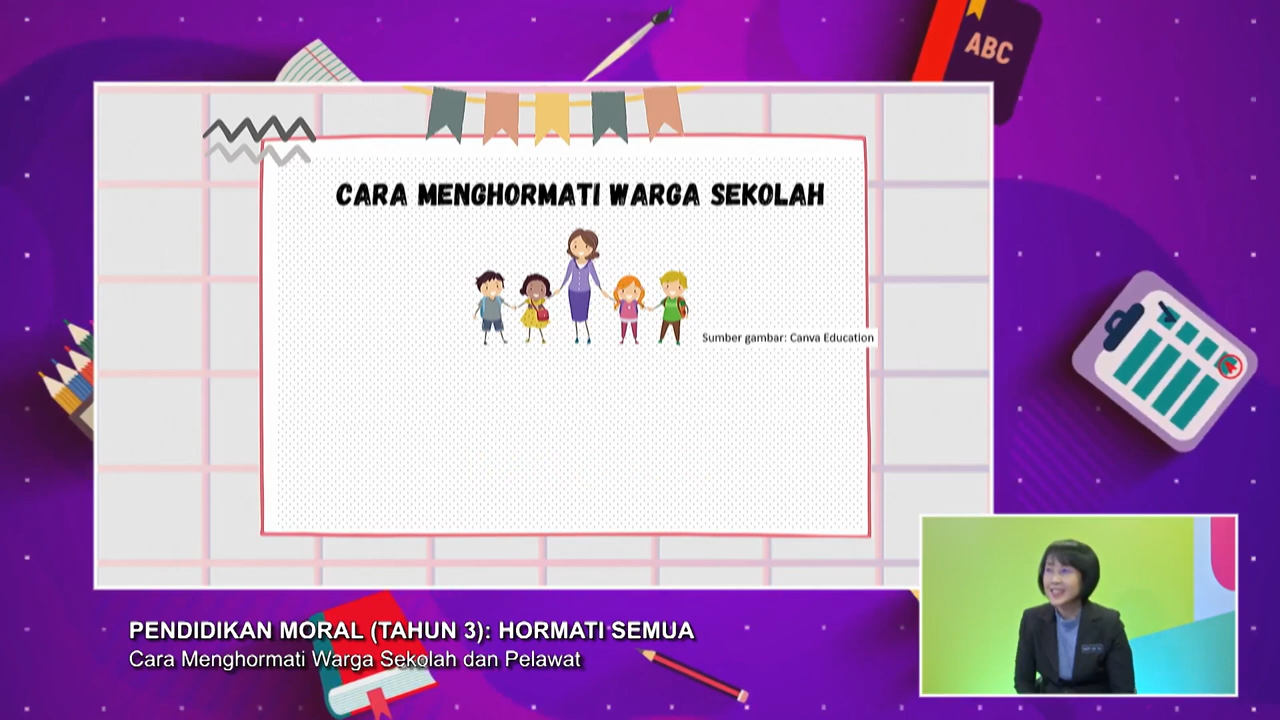 ABC
CARA MENGHORMATI WARGA SEKOLAH
Sumber gambar: Canva Education
PENDIDIKAN MORAL (TAHUN 3): HORMATI SEMUA
Cara Menghormati Warga Sekolah dan Pelawat